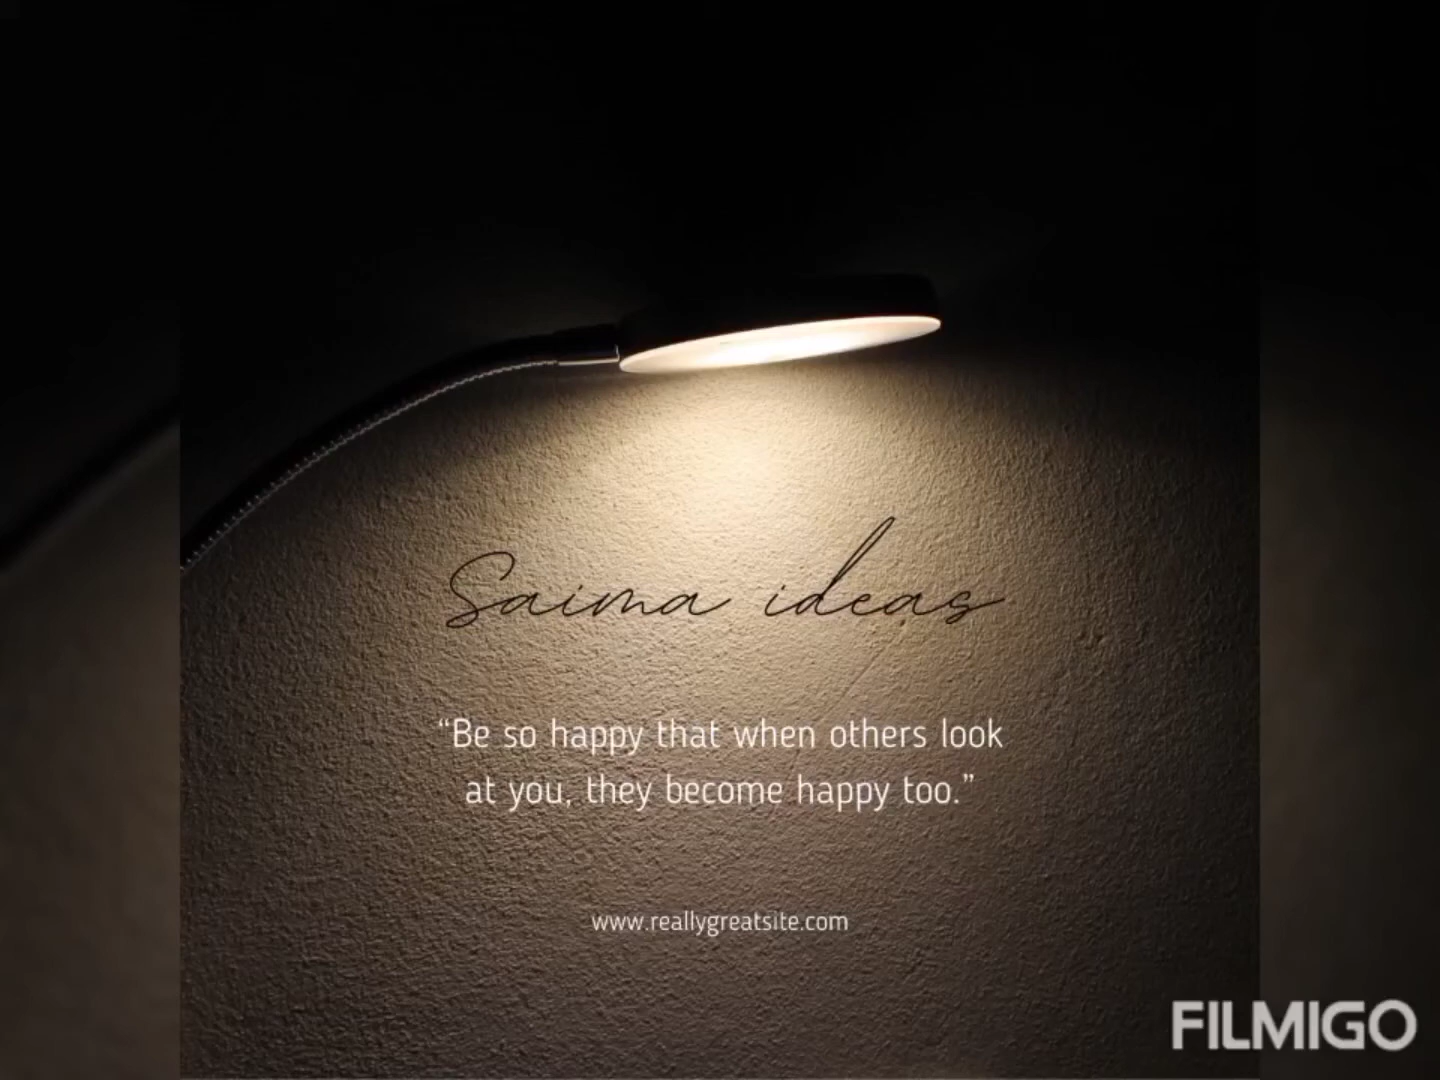 Saima ideas
“Be so happy that when others look
at you, they become happy too.”
www.reallygreatsite.com
FILMIGO